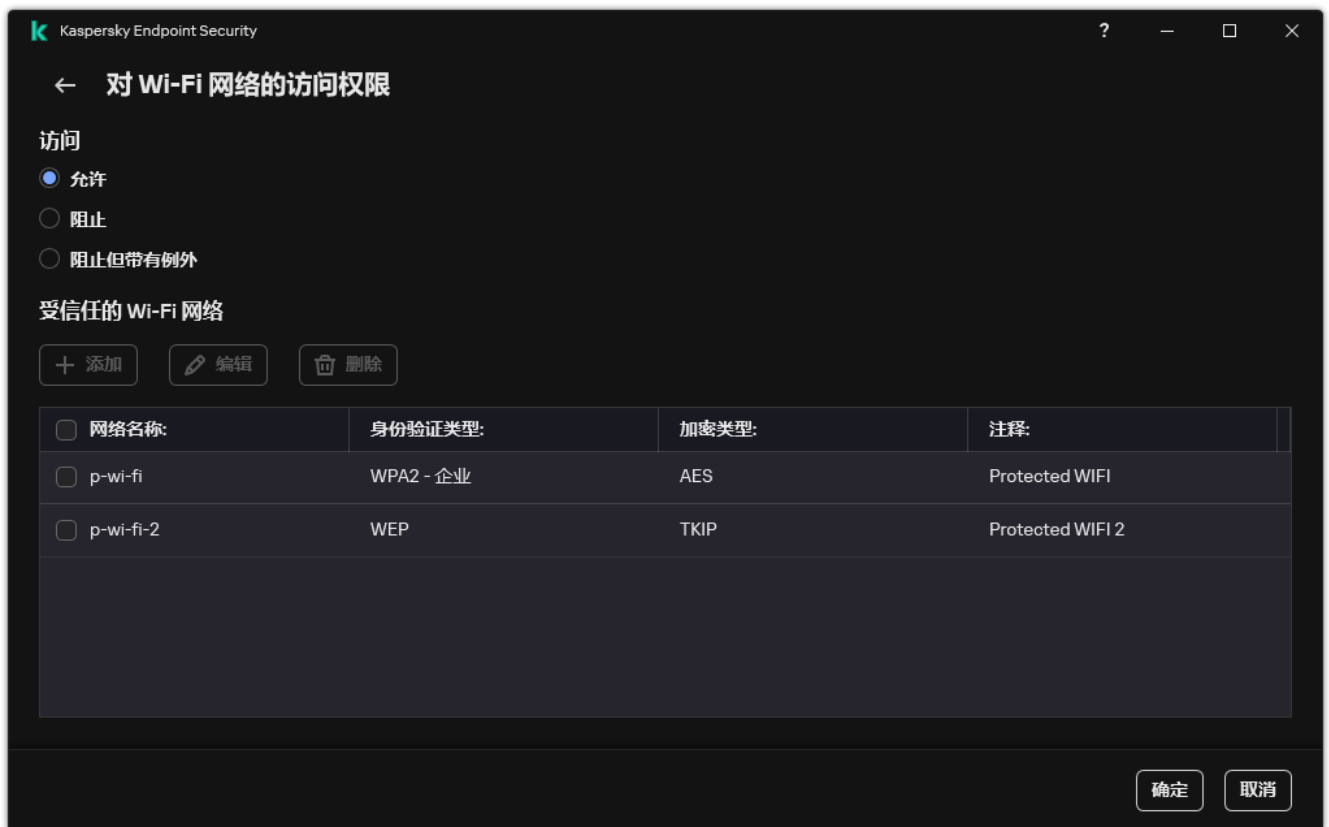 Kaspersky Endpoint Security ?
对 Wi-Fi 网络的访问权限
访问
允许
阻止
阻止但带有例外
受信任的 Wi-Fi 网络
添加 编辑 删除
网络名称: 身份验证类型: 加密类型: 注释:
p-wi-fi WPA2 - 企业 AES Protected WIFI
p-wi-fi-2 WEP TKIP Protected WIFI 2
确定 取消